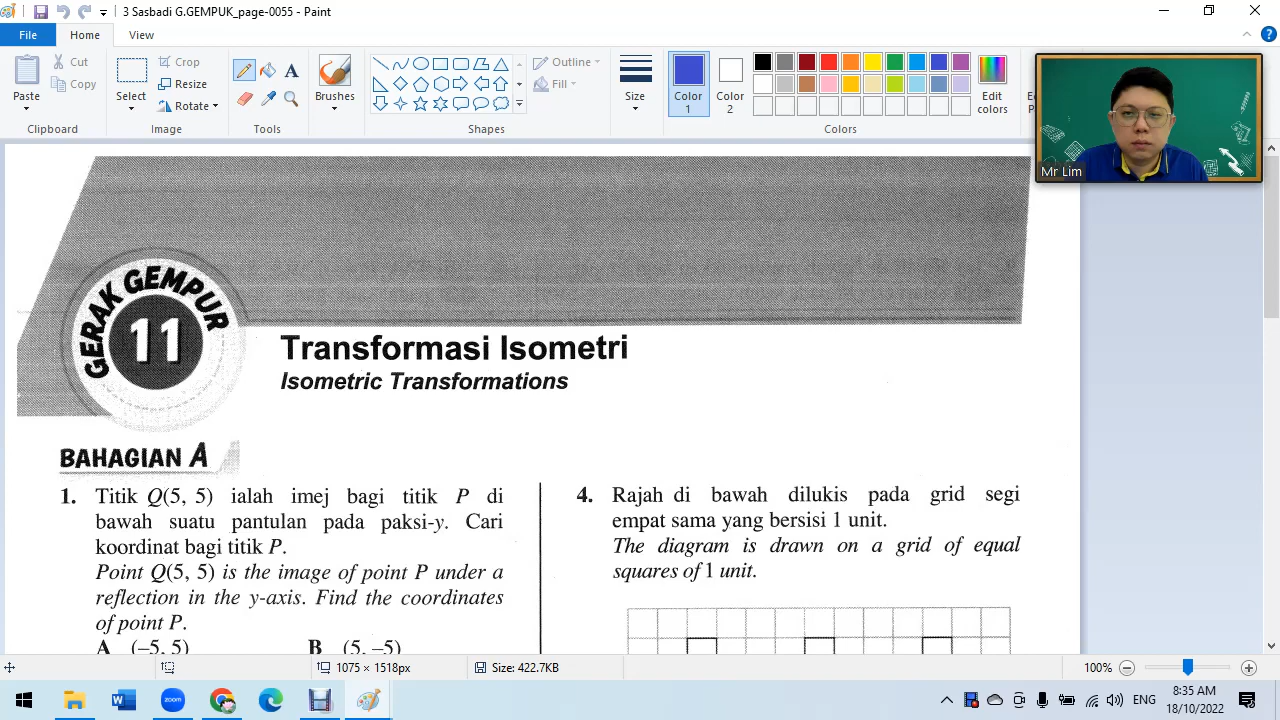 3 Sasbadi G.GEMPUK_page-0055 - Paint
File
Home
View
Paste
Cut
Copy
Clipboard
Select
Crop
Resize
Rotate
Image
A
Tools
Brushes
Outline
Fill
Shapes
Size
Color
1
Color
2
Edit
colors
Colors
Mr Lim
GERAK GEMPUR
11
Transformasi Isometri
Isometric Transformations
BAHAGIAN A
1. Titik Q(5, 5) ialah imej bagi titik P di
bawah suatu pantulan pada paksi-y. Cari
koordinat bagi titik P.
Point Q(5, 5) is the image of point P under a
reflection in the y-axis. Find the coordinates
of point P.
A (–5, 5) B (5, –5)
4. Rajah di bawah dilukis pada grid segi
empat sama yang bersisi 1 unit.
The diagram is drawn on a grid of equal
squares of 1 unit.
1075 × 1518px
Size: 422.7KB
100%
zoom
ENG
8:35 AM
18/10/2022